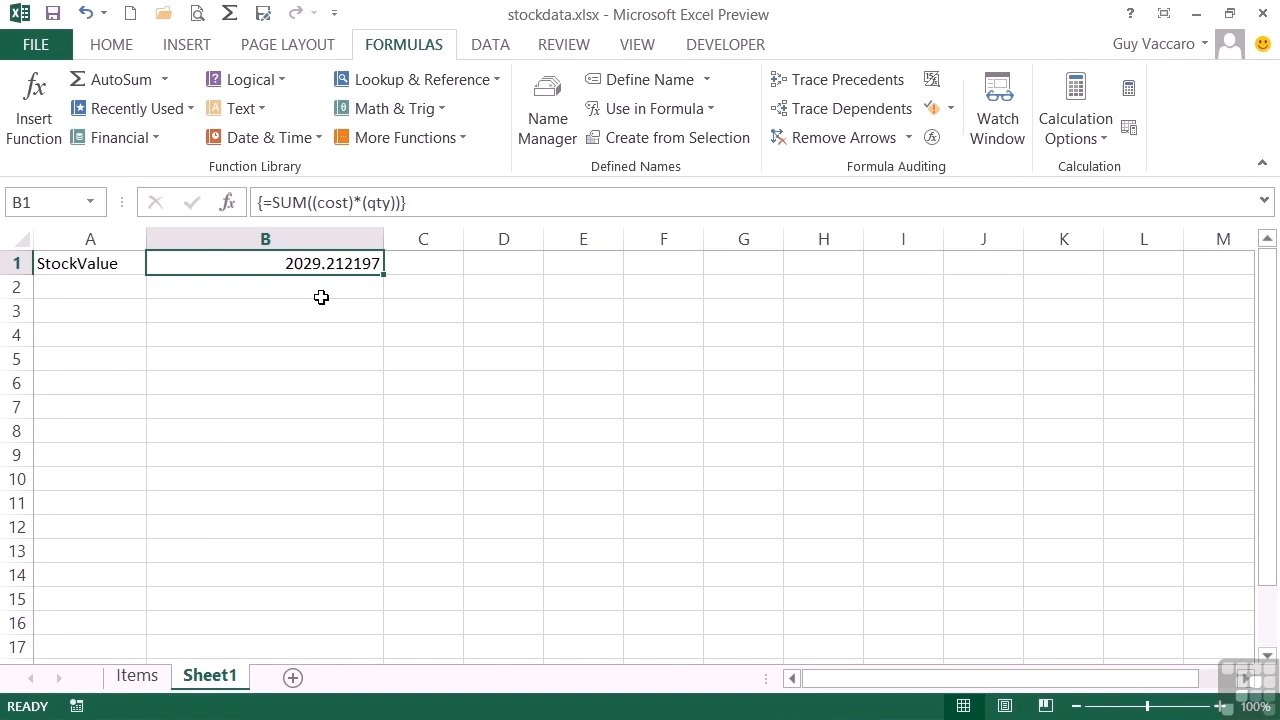 stockdata.xlsx - Microsoft Excel Preview
?
FILE HOME INSERT PAGE LAYOUT FORMULAS DATA REVIEW VIEW DEVELOPER Guy Vaccaro
fx Insert Function
Σ AutoSum
Recently Used
Financial
Logical
Text
Date & Time
Lookup & Reference
Math & Trig
More Functions
Function Library
Name Manager
Define Name
Use in Formula
Create from Selection
Defined Names
Trace Precedents
Trace Dependents
Remove Arrows
Formula Auditing
Watch Window
Calculation Options
Calculation
B1 fx {=SUM((cost)*(qty))}
A B C D E F G H I J K L M
1 StockValue 2029.212197
2
3
4
5
6
7
8
9
10
11
12
13
14
15
16
17
Items Sheet1
READY 100%